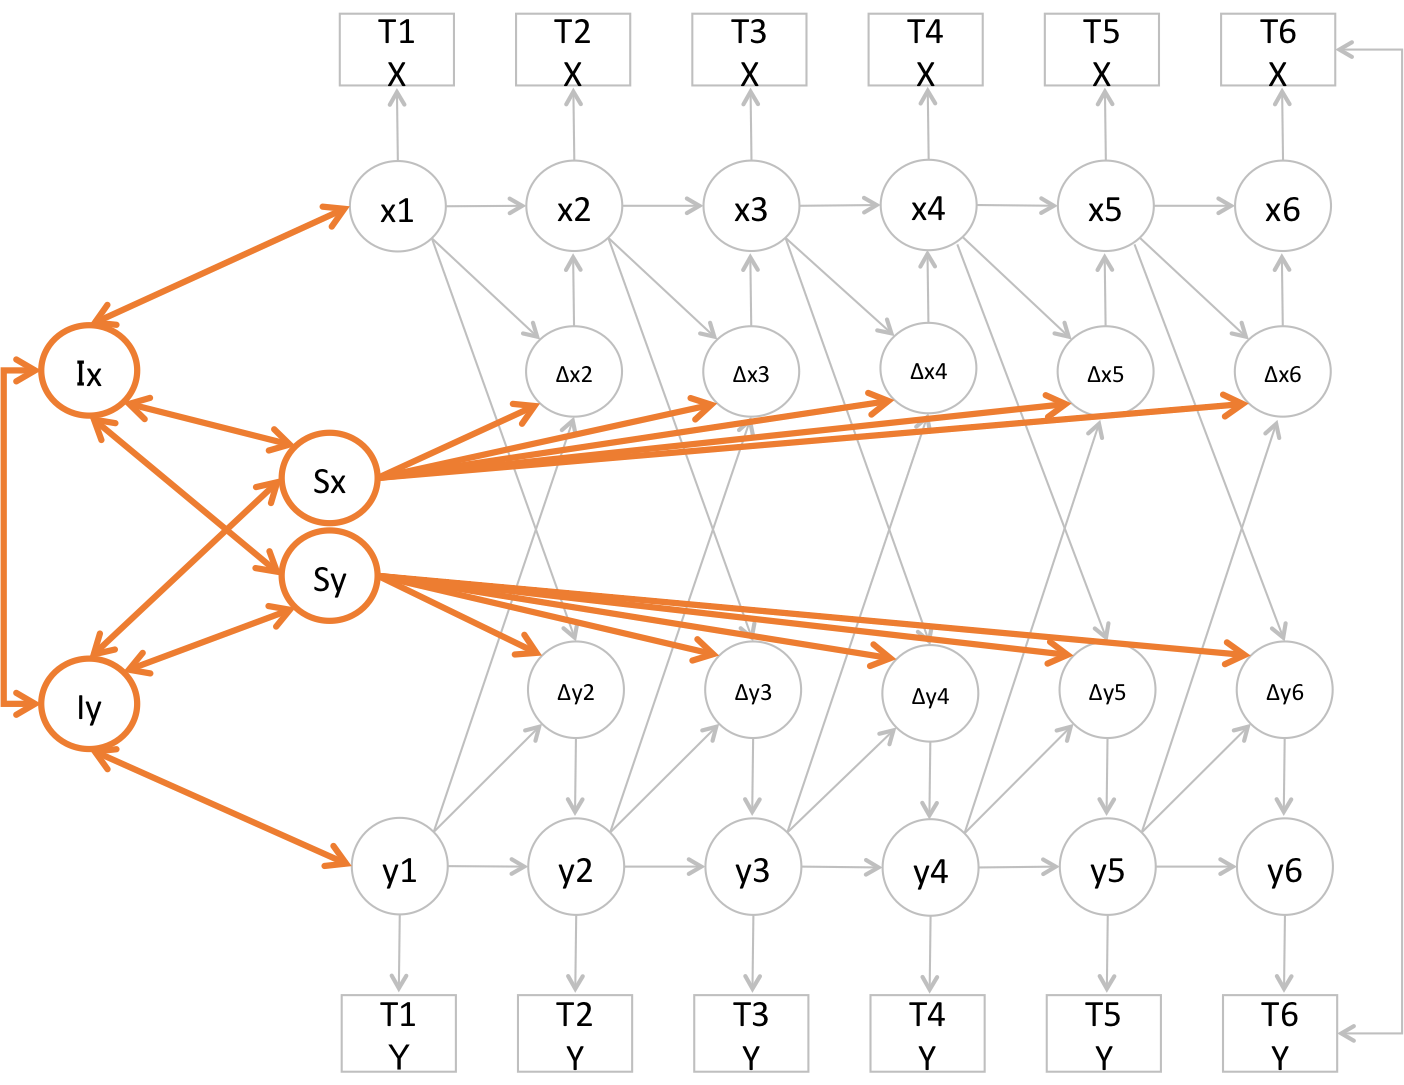 T1 T2 T3 T4 T5 T6
X X X X X X
x1 x2 x3 x4 x5 x6
Ix Δx2 Δx3 Δx4 Δx5 Δx6
Sx
Sy
Iy Δy2 Δy3 Δy4 Δy5 Δy6
y1 y2 y3 y4 y5 y6
T1 T2 T3 T4 T5 T6
Y Y Y Y Y Y